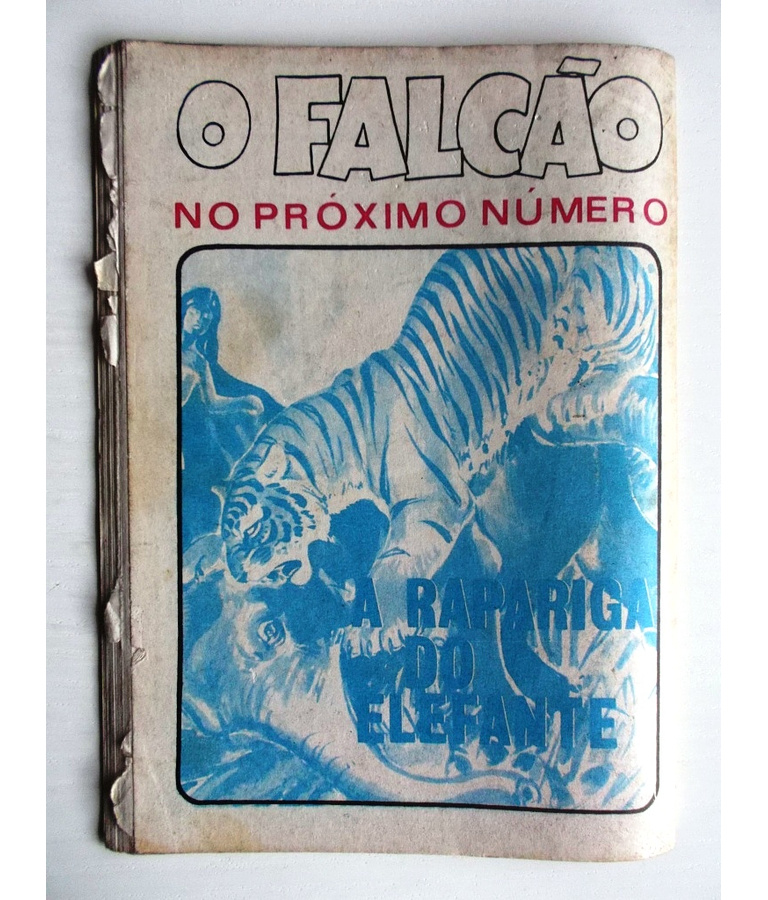 O FALCÃO
NO PRÓXIMO NÚMERO
A RAPARIGA
DO
ELEFANTE